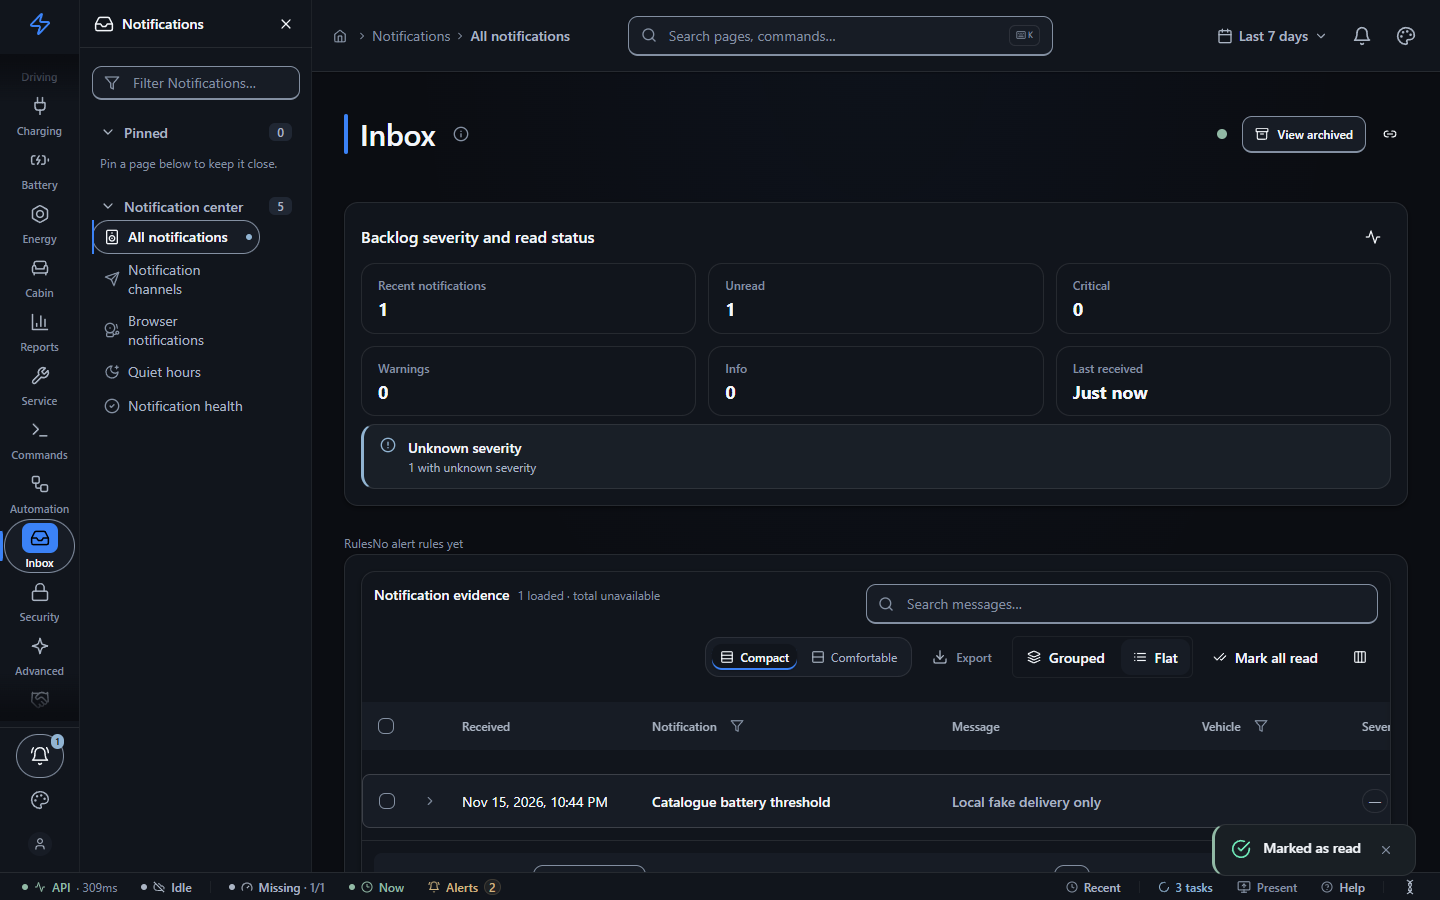 Driving
Charging
Battery
Energy
Cabin
Reports
Service
Commands
Automation
Inbox
Security
Advanced
1
Notifications
Filter Notifications...
Pinned 0
Pin a page below to keep it close.
Notification center 5
All notifications
Notification
channels
Browser
notifications
Quiet hours
Notification health
Notifications All notifications
Search pages, commands... K
Last 7 days
Inbox
View archived
Backlog severity and read status
Recent notifications
1
Unread
1
Critical
0
Warnings
0
Info
0
Last received
Just now
Unknown severity
1 with unknown severity
RulesNo alert rules yet
Notification evidence 1 loaded · total unavailable
Search messages...
Compact Comfortable Export Grouped Flat Mark all read
Received Notification Message Vehicle Sever
Nov 15, 2026, 10:44 PM Catalogue battery threshold Local fake delivery only —
Marked as read
API · 309ms Idle Missing · 1/1 Now Alerts 2 Recent 3 tasks Present Help